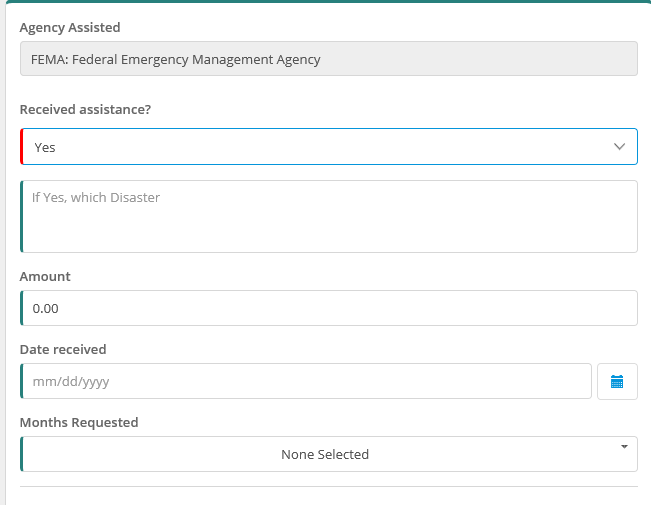 Agency Assisted
FEMA: Federal Emergency Management Agency
Received assistance?
Yes
If Yes, which Disaster
Amount
0.00
Date received
mm/dd/yyyy
Months Requested
None Selected